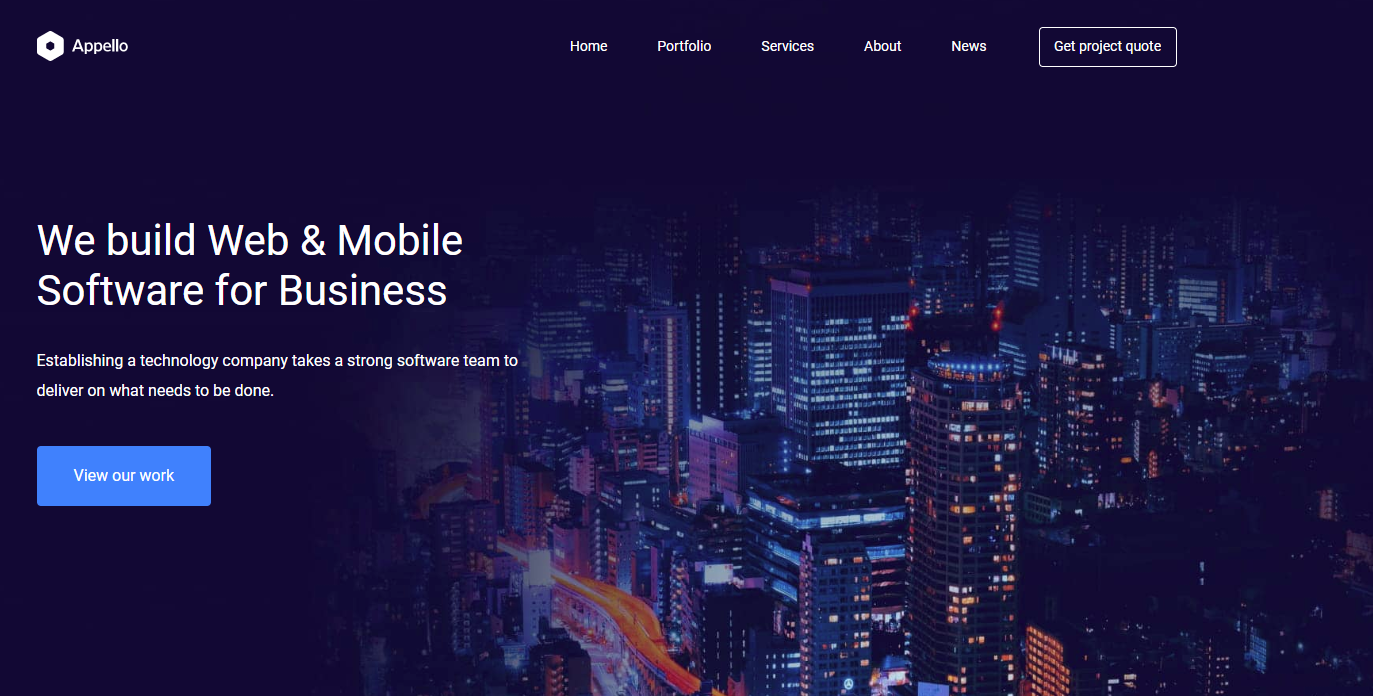 Appello
Home
Portfolio
Services
About
News
Get project quote
We build Web & Mobile
Software for Business
Establishing a technology company takes a strong software team to
deliver on what needs to be done.
View our work